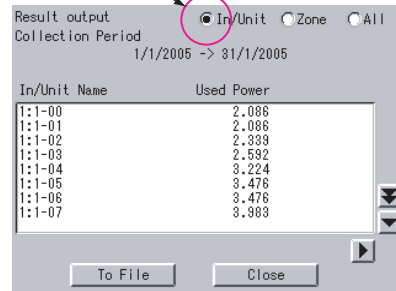 Result output In/Unit Zone All
Collection Period
1/1/2005 -> 31/1/2005
In/Unit Name Used Power
1:1-00 2.086
1:1-01 2.086
1:1-02 2.339
1:1-03 2.592
1:1-04 3.224
1:1-05 3.476
1:1-06 3.476
1:1-07 3.983
To File Close